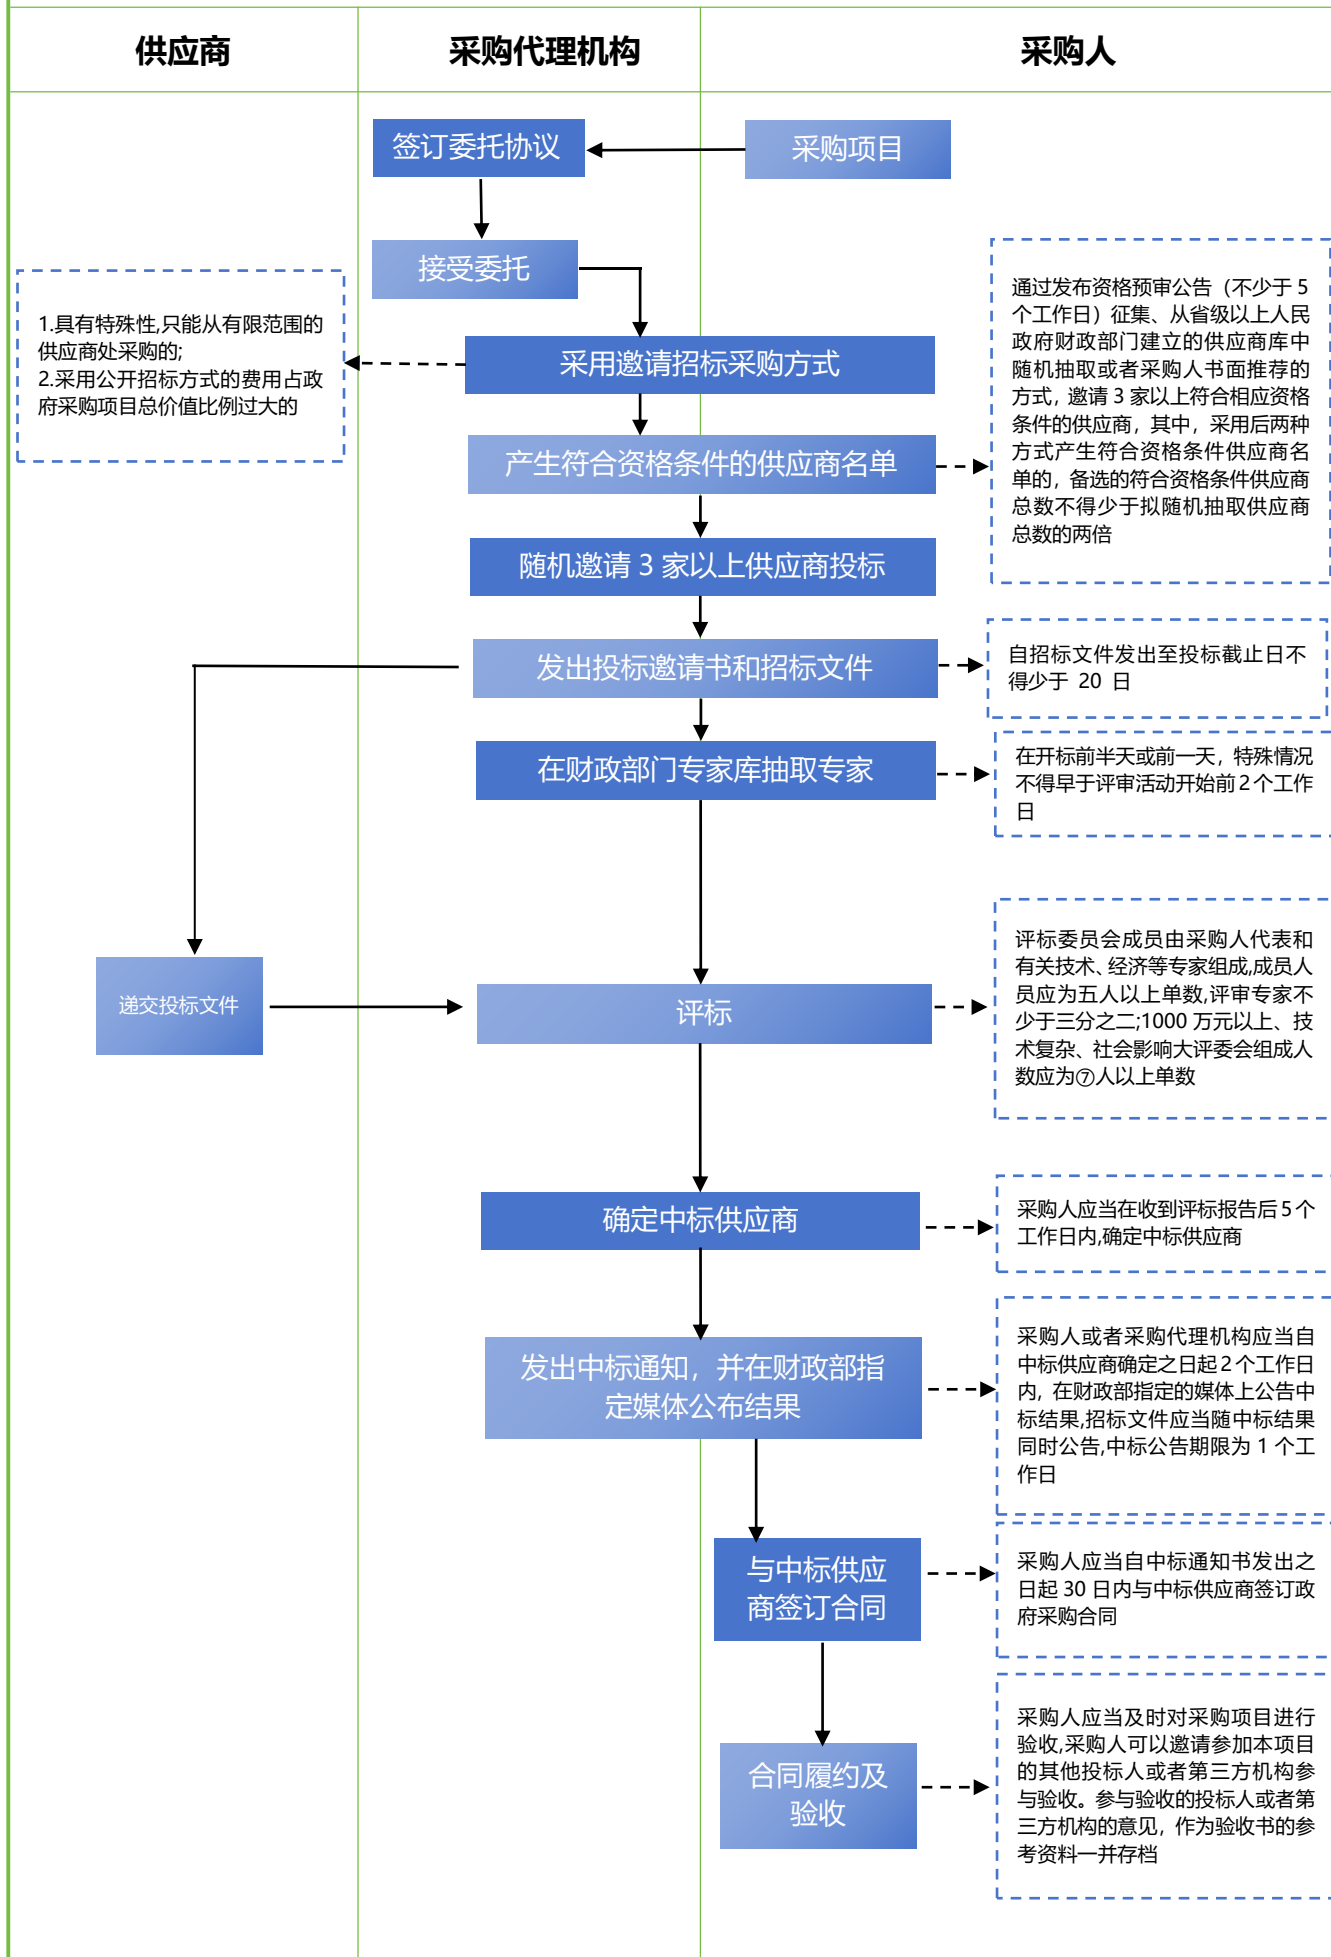 供应商
采购代理机构
采购人
签订委托协议
采购项目
接受委托
1.具有特殊性,只能从有限范围的
供应商处采购的;
2.采用公开招标方式的费用占政
府采购项目总价值比例过大的
采用邀请招标采购方式
通过发布资格预审公告（不少于 5
个工作日）征集、从省级以上人民
政府财政部门建立的供应商库中
随机抽取或者采购人书面推荐的
方式，邀请 3 家以上符合相应资格
条件的供应商，其中，采用后两种
方式产生符合资格条件供应商名
单的，备选的符合资格条件供应商
总数不得少于拟随机抽取供应商
总数的两倍
产生符合资格条件的供应商名单
随机邀请 3 家以上供应商投标
发出投标邀请书和招标文件
自招标文件发出至投标截止日不
得少于 20 日
在财政部门专家库抽取专家
在开标前半天或前一天，特殊情况
不得早于评审活动开始前 2 个工作
日
递交投标文件
评标
评标委员会成员由采购人代表和
有关技术、经济等专家组成,成员人
员应为五人以上单数,评审专家不
少于三分之二;1000 万元以上、技
术复杂、社会影响大评委会组成人
数应为⑦人以上单数
确定中标供应商
采购人应当在收到评标报告后 5 个
工作日内,确定中标供应商
发出中标通知，并在财政部指
定媒体公布结果
采购人或者采购代理机构应当自
中标供应商确定之日起 2 个工作日
内，在财政部指定的媒体上公告中
标结果,招标文件应当随中标结果
同时公告,中标公告期限为 1 个工
作日
与中标供应
商签订合同
采购人应当自中标通知书发出之
日起 30 日内与中标供应商签订政
府采购合同
合同履约及
验收
采购人应当及时对采购项目进行
验收,采购人可以邀请参加本项目
的其他投标人或者第三方机构参
与验收。参与验收的投标人或者第
三方机构的意见，作为验收书的参
考资料一并存档